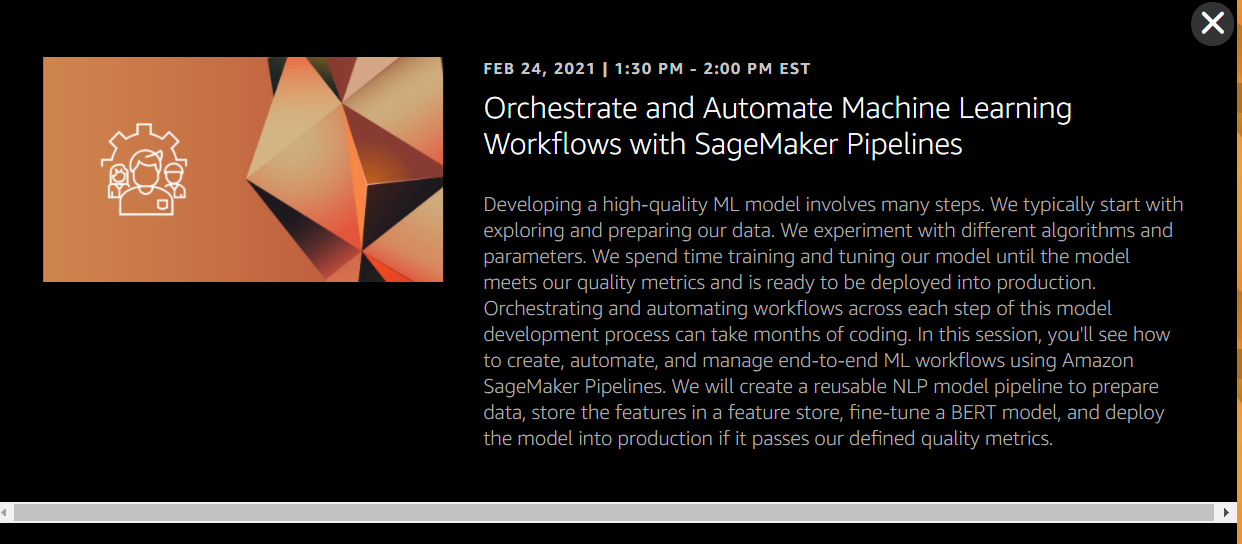 FEB 24, 2021 | 1:30 PM - 2:00 PM EST
Orchestrate and Automate Machine Learning
Workflows with SageMaker Pipelines
Developing a high-quality ML model involves many steps. We typically start with
exploring and preparing our data. We experiment with different algorithms and
parameters. We spend time training and tuning our model until the model
meets our quality metrics and is ready to be deployed into production.
Orchestrating and automating workflows across each step of this model
development process can take months of coding. In this session, you'll see how
to create, automate, and manage end-to-end ML workflows using Amazon
SageMaker Pipelines. We will create a reusable NLP model pipeline to prepare
data, store the features in a feature store, fine-tune a BERT model, and deploy
the model into production if it passes our defined quality metrics.